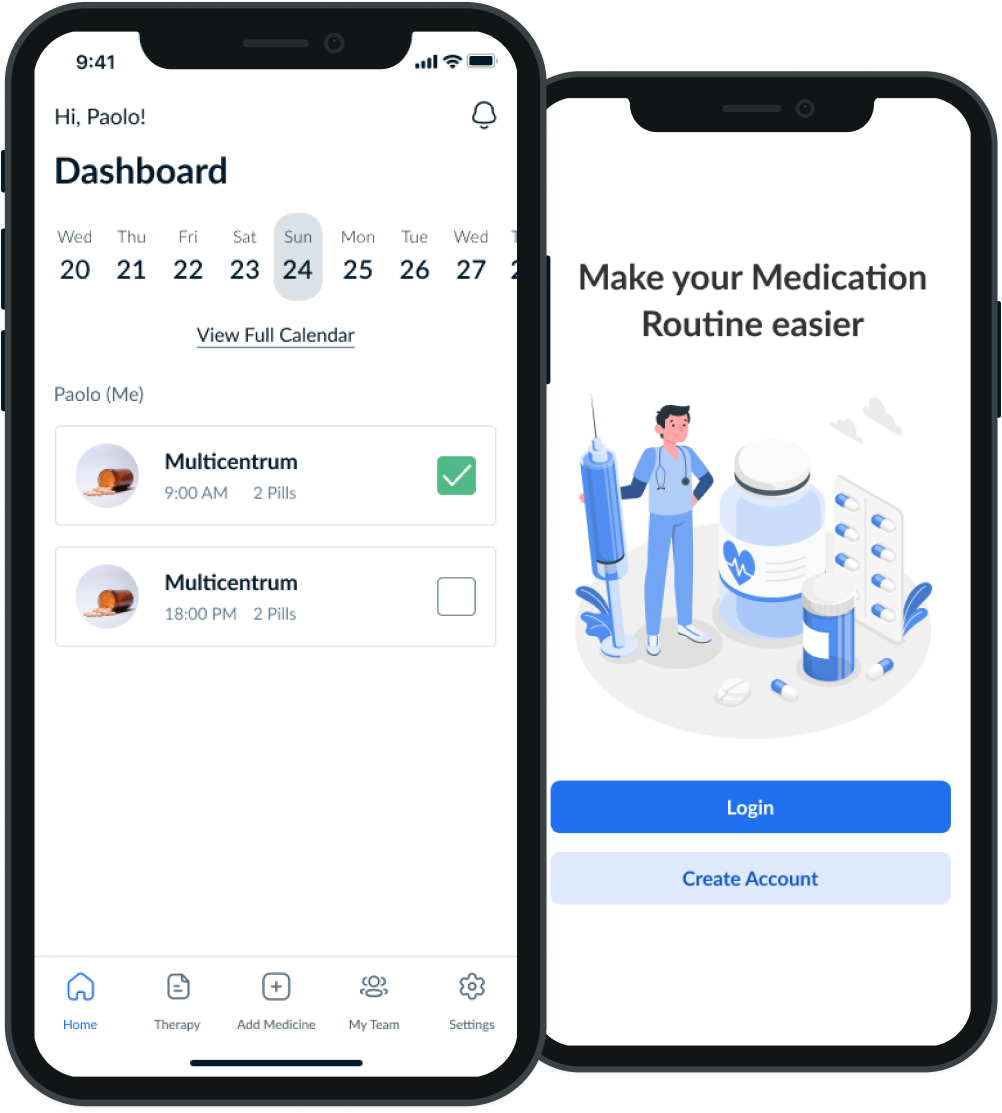 9:41
Hi, Paolo!
Dashboard
Wed Thu Fri Sat Sun Mon Tue Wed
20 21 22 23 24 25 26 27
View Full Calendar
Paolo (Me)
Multicentrum
9:00 AM 2 Pills
Multicentrum
18:00 PM 2 Pills
Home Therapy Add Medicine My Team Settings
Make your Medication
Routine easier
Login
Create Account